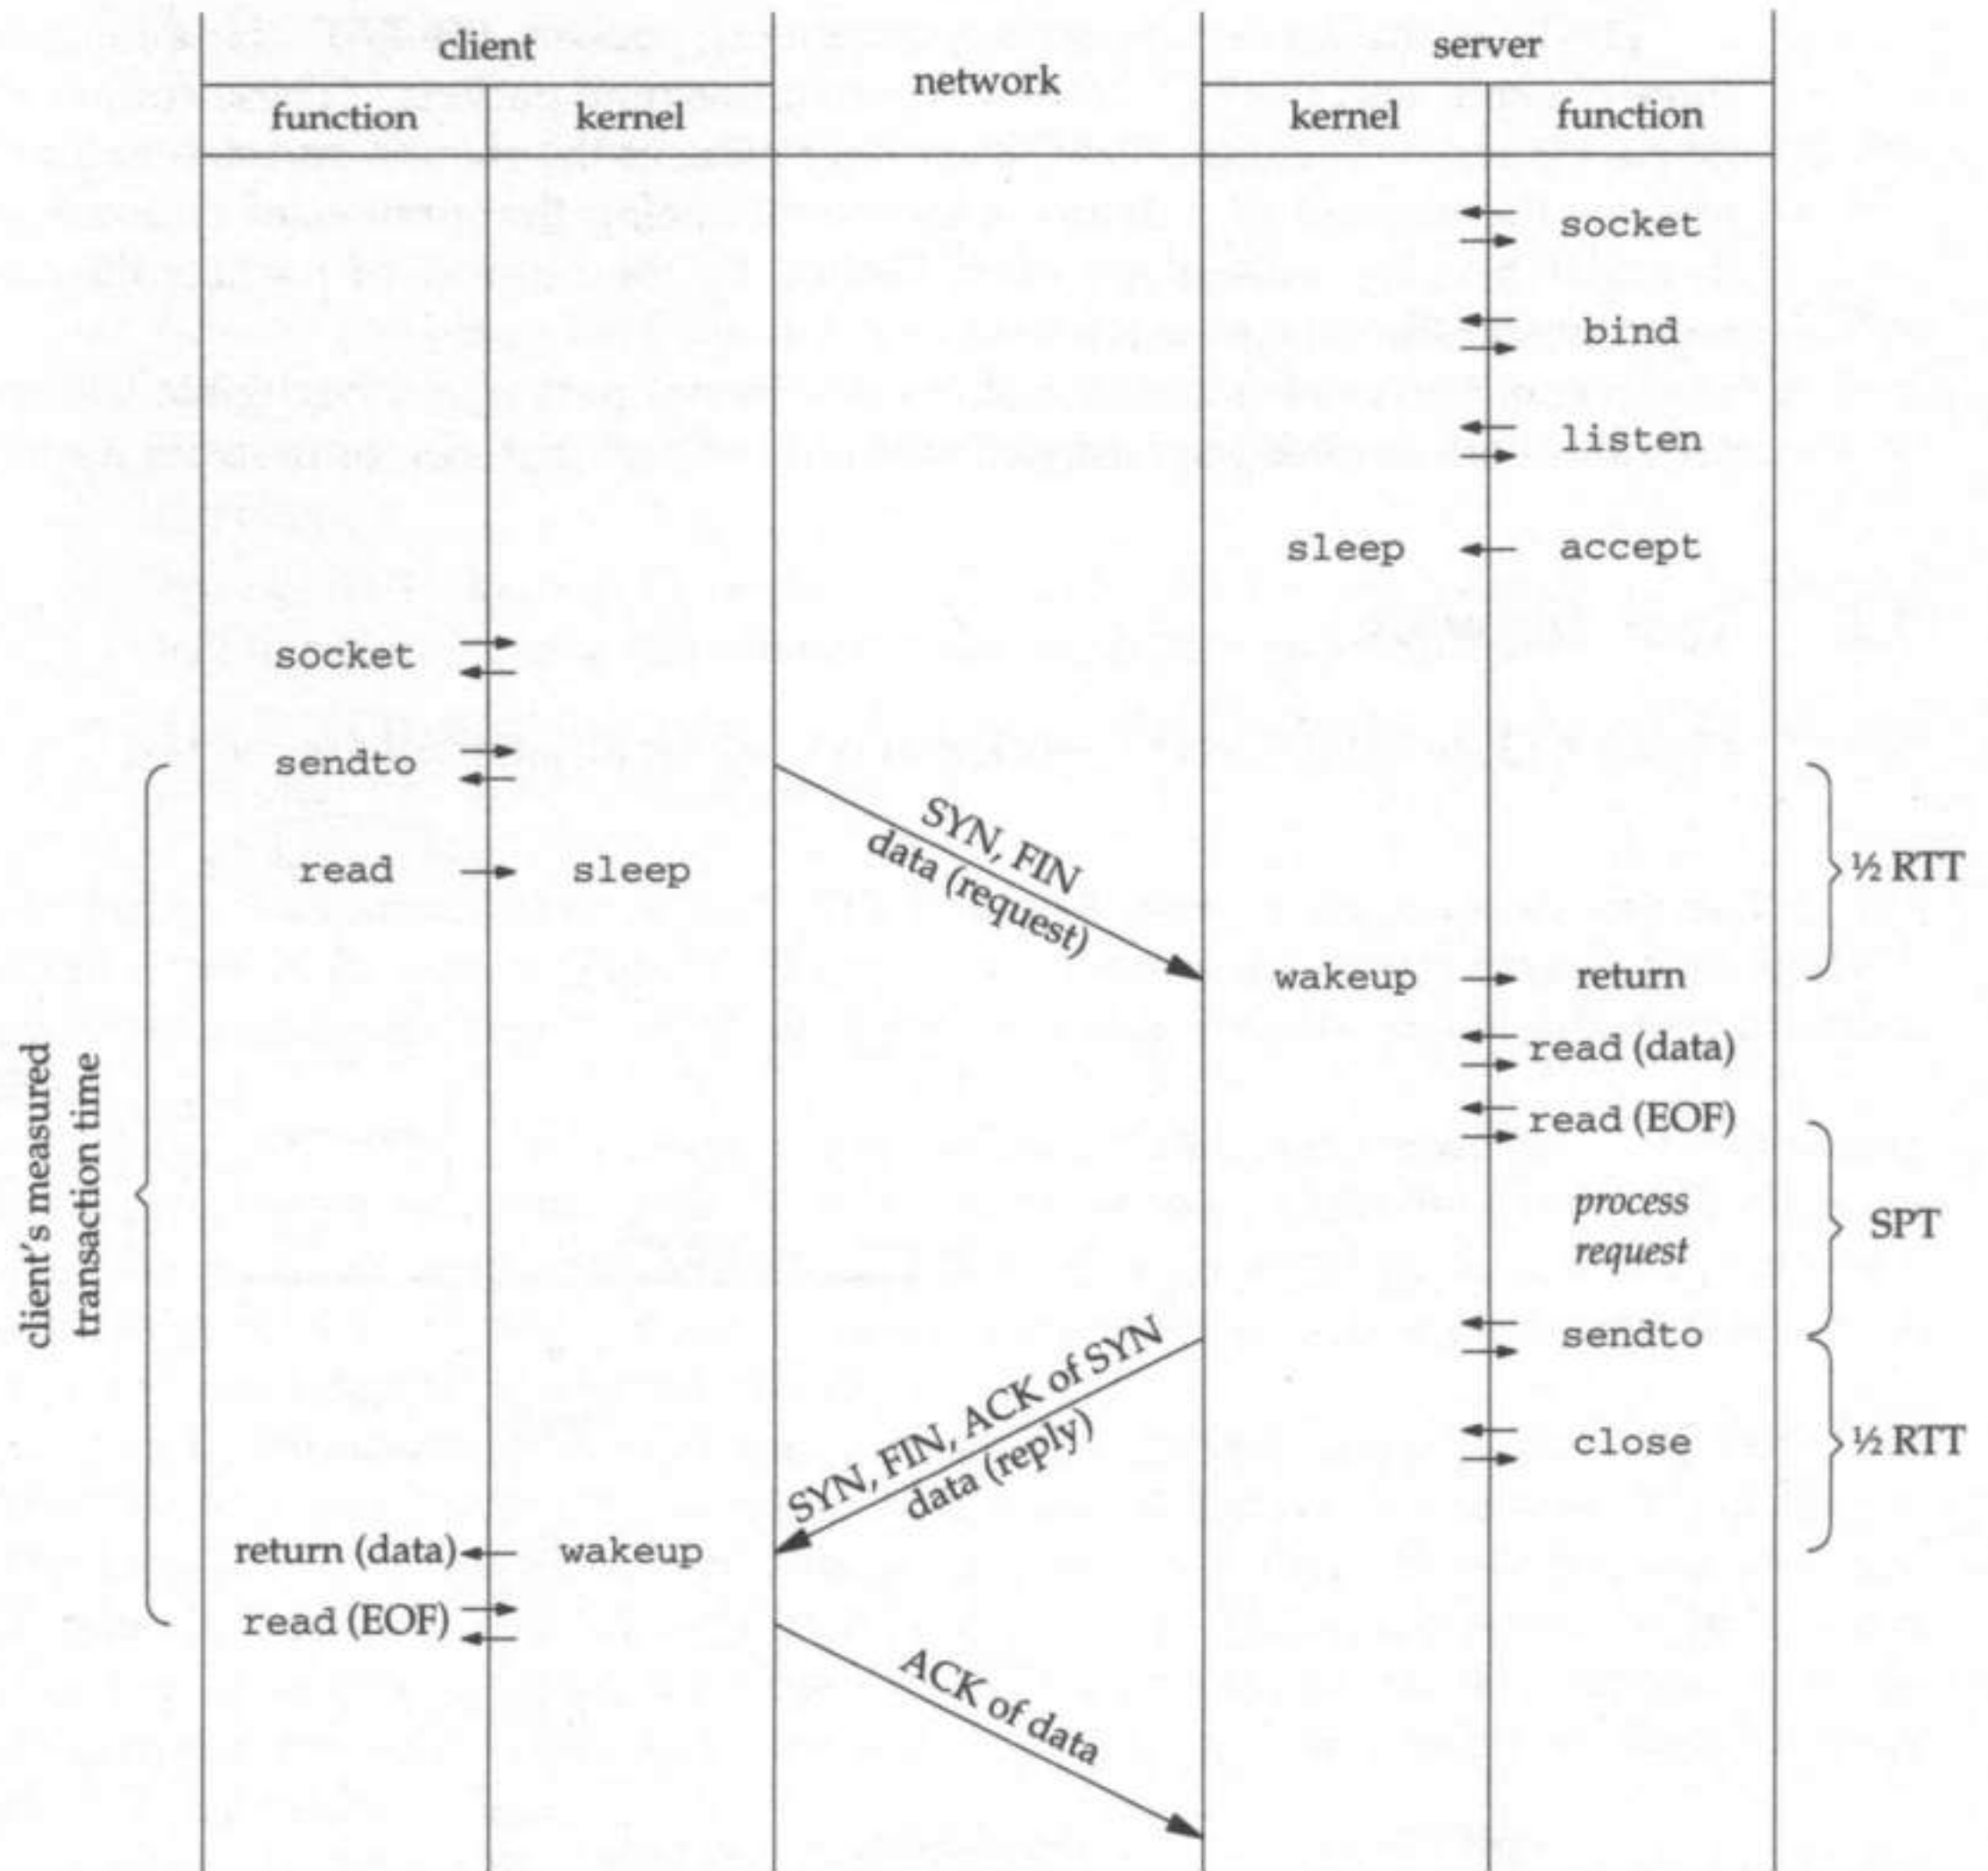 client
network
server
function
kernel
kernel
function
socket
bind
listen
sleep
accept
socket
sendto
SYN, FIN
data (request)
½ RTT
read
sleep
wakeup
return
read (data)
read (EOF)
client's measured
transaction time
process
request
SPT
sendto
SYN, FIN, ACK of SYN
data (reply)
close
½ RTT
return (data)
wakeup
read (EOF)
ACK of data